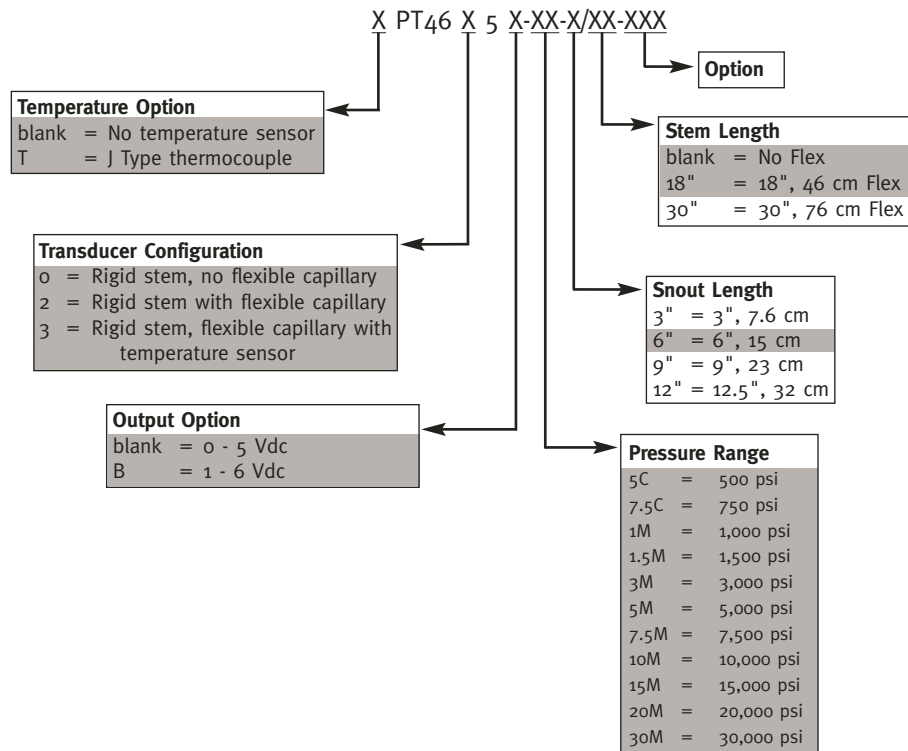 X PT46 X 5 X-XX-X/XX-XXX
Option
Temperature Option
blank = No temperature sensor
T = J Type thermocouple
Stem Length
blank = No Flex
18" = 18", 46 cm Flex
30" = 30", 76 cm Flex
Transducer Configuration
0 = Rigid stem, no flexible capillary
2 = Rigid stem with flexible capillary
3 = Rigid stem, flexible capillary with
temperature sensor
Snout Length
3" = 3", 7.6 cm
6" = 6", 15 cm
9" = 9", 23 cm
12" = 12.5", 32 cm
Output Option
blank = 0 - 5 Vdc
B = 1 - 6 Vdc
Pressure Range
5C = 500 psi
7.5C = 750 psi
1M = 1,000 psi
1.5M = 1,500 psi
3M = 3,000 psi
5M = 5,000 psi
7.5M = 7,500 psi
10M = 10,000 psi
15M = 15,000 psi
20M = 20,000 psi
30M = 30,000 psi